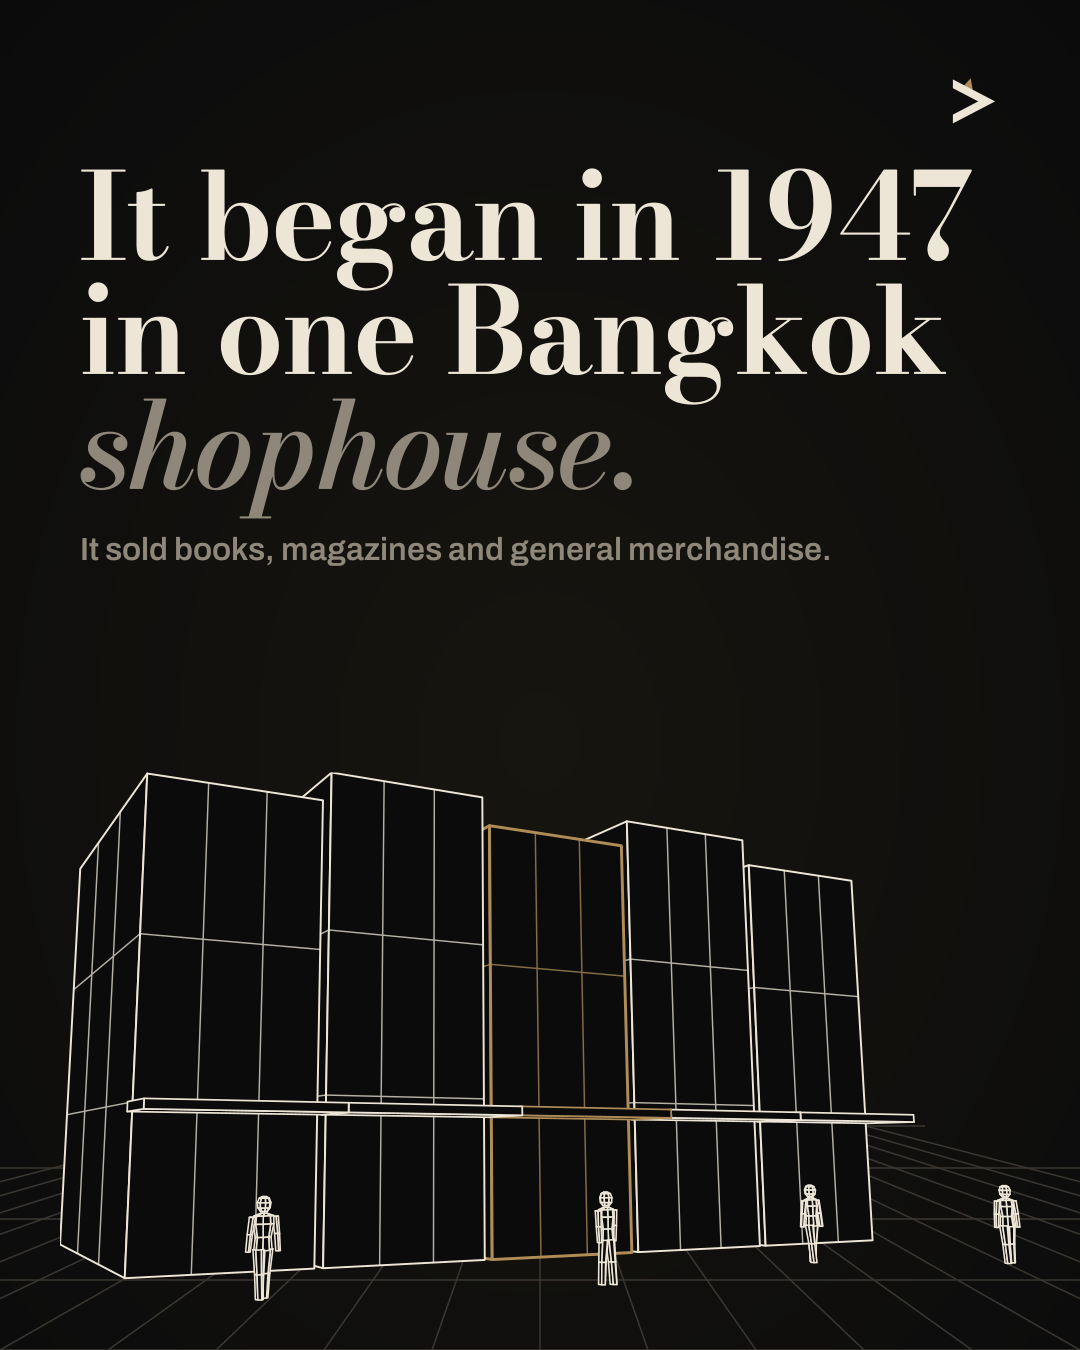 It began in 1947
in one Bangkok
shophouse.
It sold books, magazines and general merchandise.